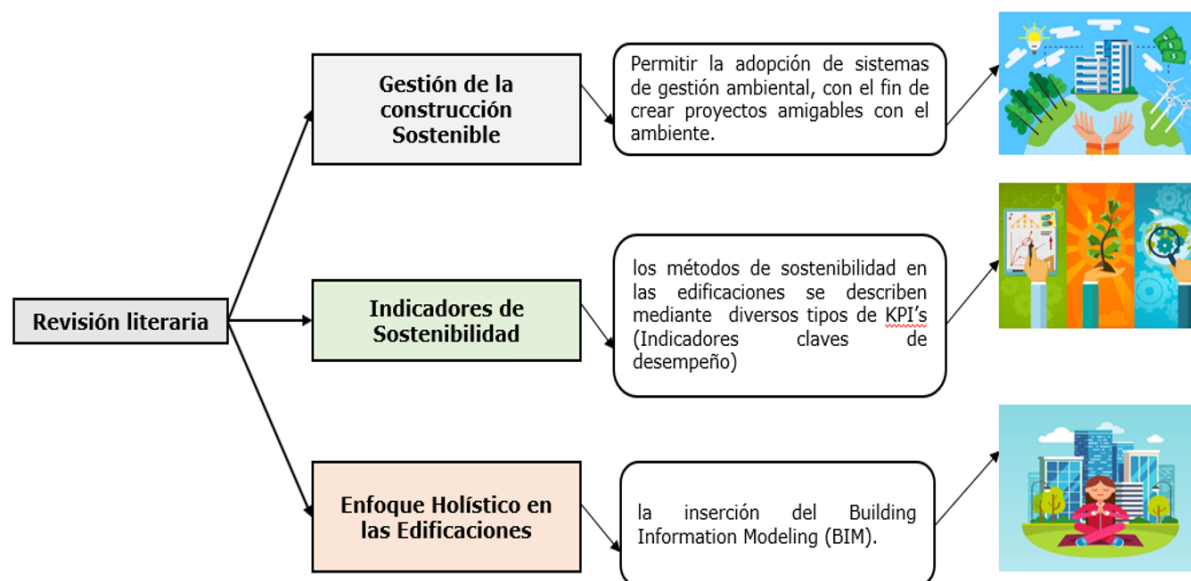 Revisión literaria
Gestión de la
construcción
Sostenible
Permitir la adopción de sistemas
de gestión ambiental, con el fin de
crear proyectos amigables con el
ambiente.
Indicadores de
Sostenibilidad
los métodos de sostenibilidad en
las edificaciones se describen
mediante diversos tipos de KPI's
(Indicadores claves de
desempeño)
Enfoque Holístico en
las Edificaciones
la inserción del Building
Information Modeling (BIM).